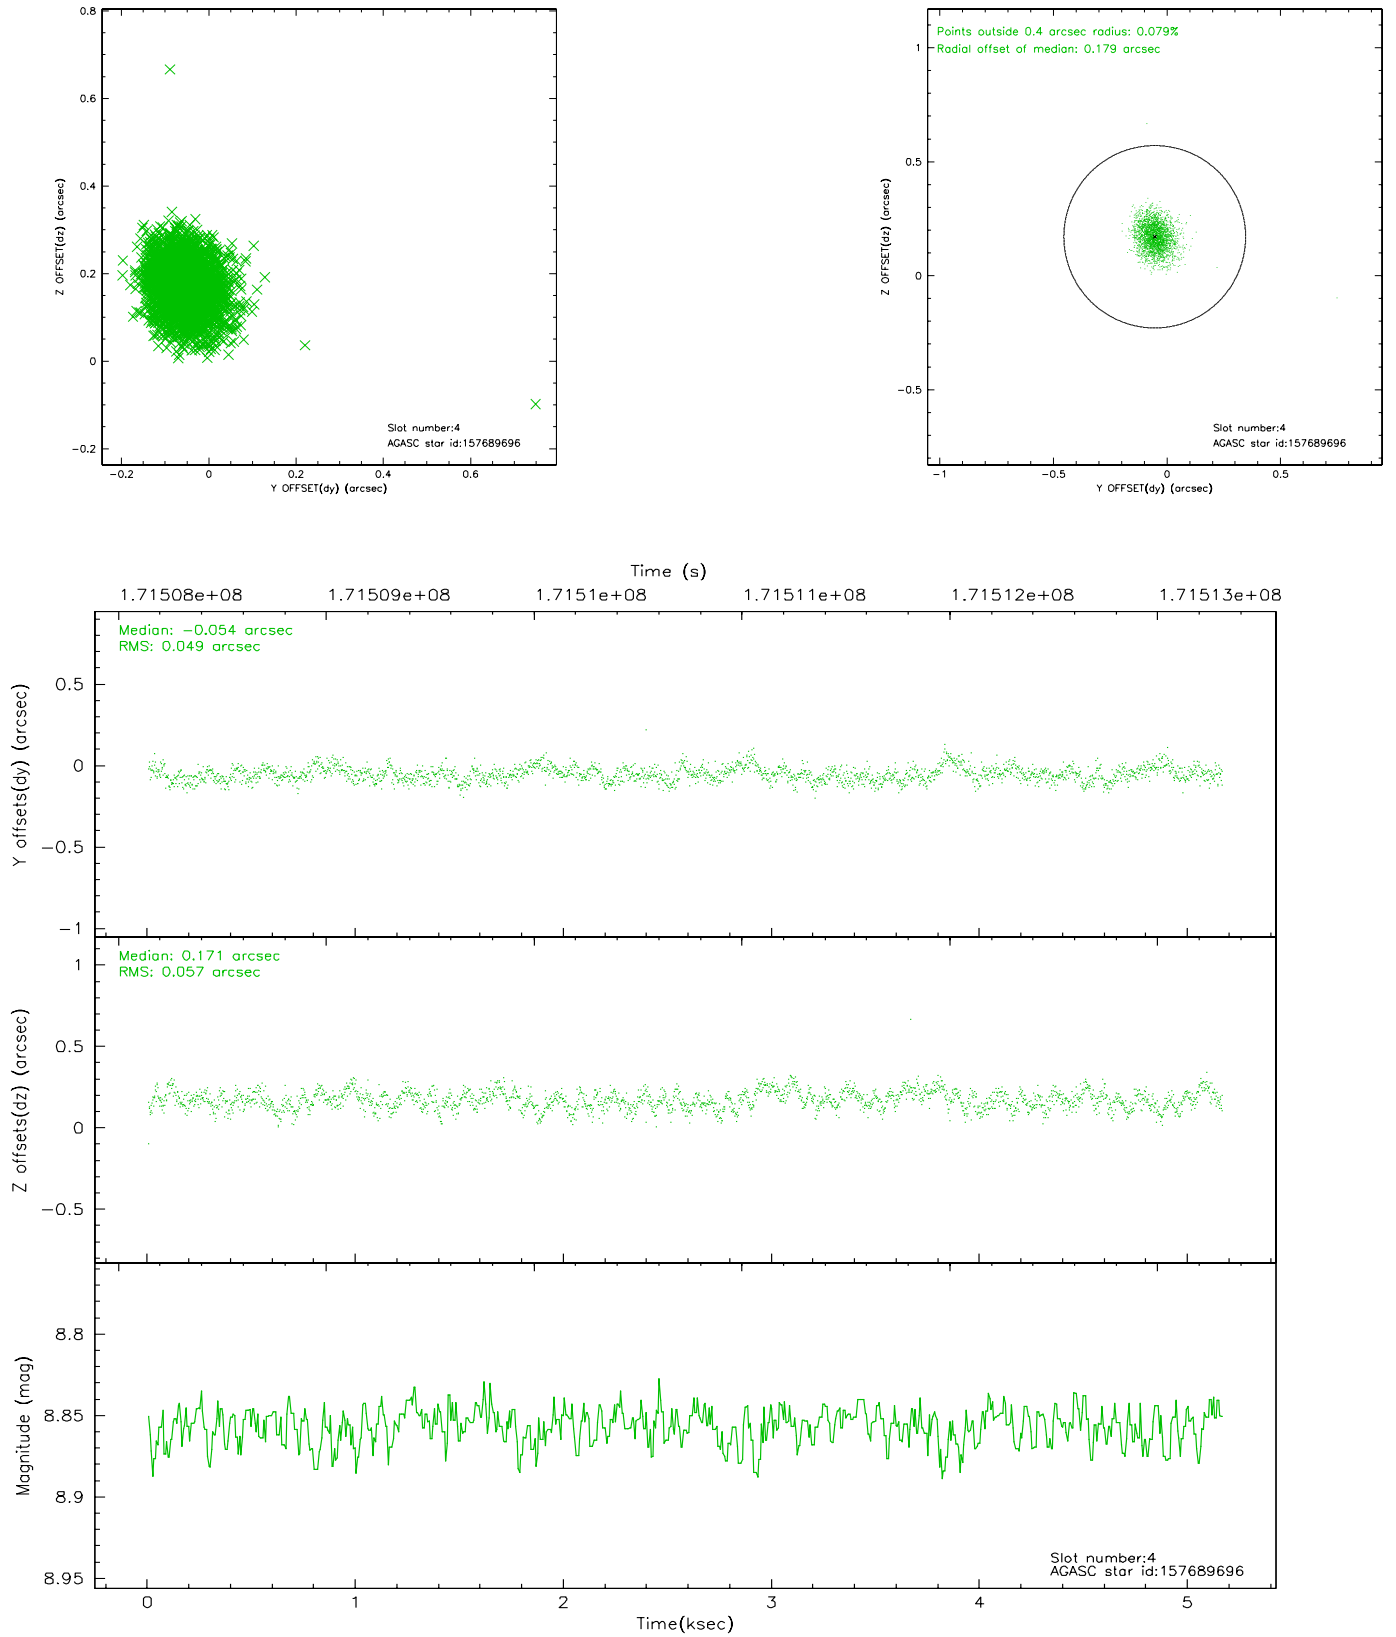 0.8
0.6
0.4
0.2
0
−0.2
−0.2
0
0.2
0.4
0.6
Z OFFSET(dz) (arcsec)
Y OFFSET(dy) (arcsec)
Slot number:4
AGASC star id:157689696
Points outside 0.4 arcsec radius: 0.079%
Radial offset of median: 0.179 arcsec
1
0.5
0
−0.5
−1
−0.5
0
0.5
Z OFFSET(dz) (arcsec)
Y OFFSET(dy) (arcsec)
Slot number:4
AGASC star id:157689696
Time (s)
1.71508e+08 1.71509e+08 1.7151e+08 1.71511e+08 1.71512e+08 1.71513e+08
Median: −0.054 arcsec
RMS: 0.049 arcsec
0.5
0
−0.5
−1
Y offsets(dy) (arcsec)
Median: 0.171 arcsec
RMS: 0.057 arcsec
1
0.5
0
−0.5
Z offsets(dz) (arcsec)
8.8
8.85
8.9
8.95
Magnitude (mag)
Slot number:4
AGASC star id:157689696
0 1 2 3 4 5
Time(ksec)